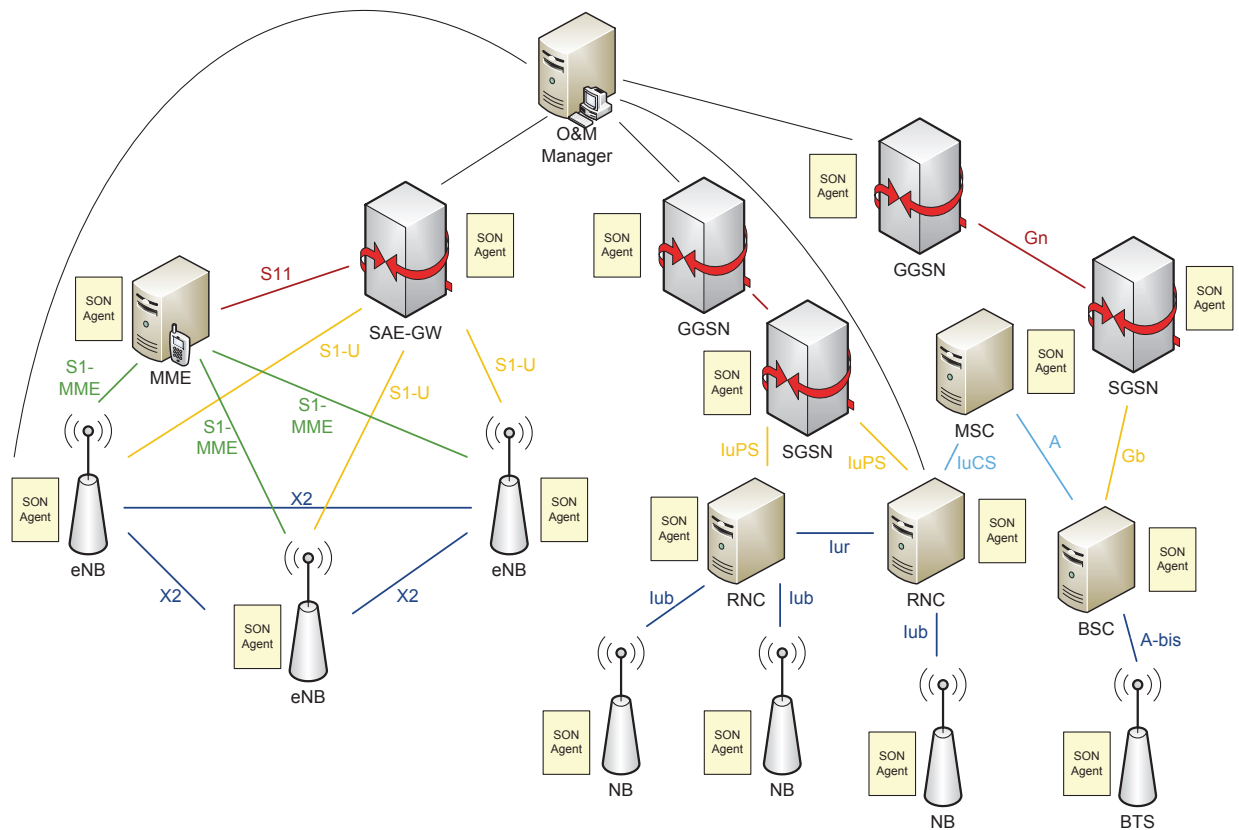 O&M
Manager
SON
Agent
GGSN
Gn
SON
Agent
SGSN
SON
Agent
GGSN
SON
Agent
SAE-GW
S11
SON
Agent
MME
S1-
MME
S1-U
S1-U
S1-U
S1-
MME
S1-
MME
SON
Agent
SGSN
SON
Agent
MSC
IuPS
IuPS
IuCS
A
Gb
SON
Agent
eNB
X2
SON
Agent
eNB
X2
X2
SON
Agent
eNB
SON
Agent
RNC
Iur
SON
Agent
RNC
SON
Agent
BSC
Iub
Iub
Iub
A-bis
SON
Agent
NB
SON
Agent
NB
SON
Agent
NB
SON
Agent
BTS